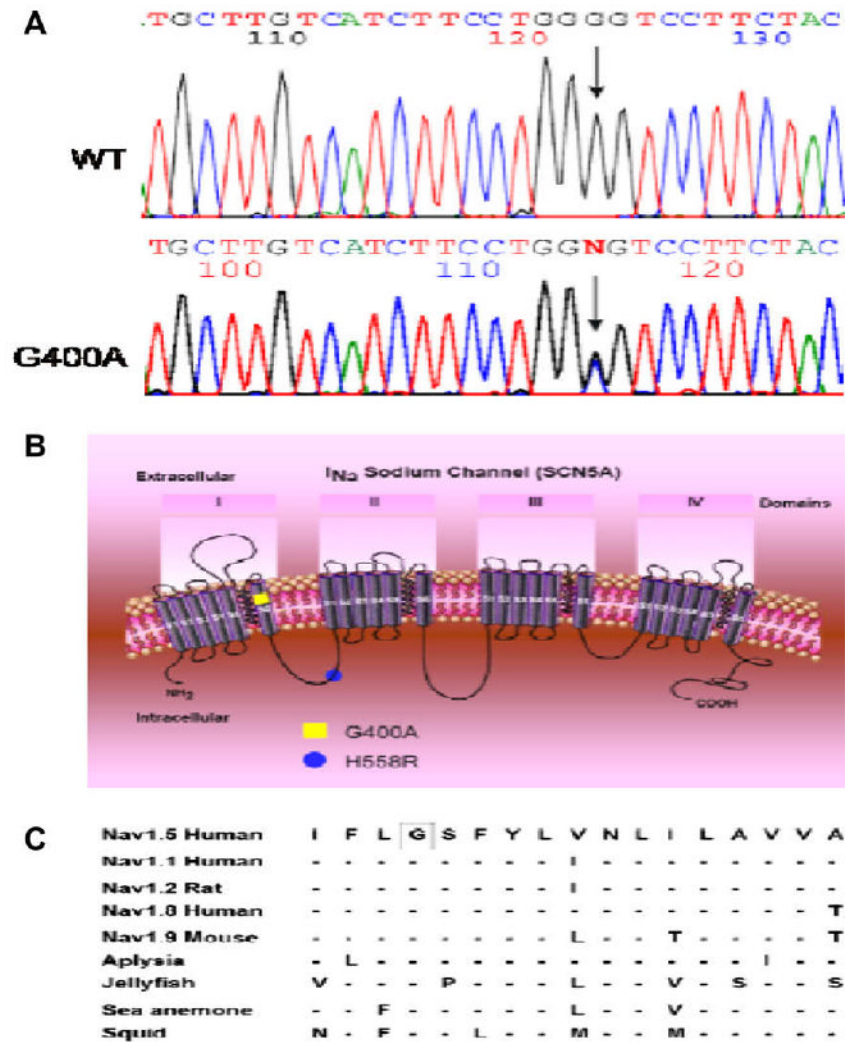 A
TGCTTGTCATCTTCCTGGGGTCCTTCTAC
110 120 130
WT
TGCTTGTCATCTTCCTGGNGTCCTTCTAC
100 110 120
G400A
B
Extracellular
INa Sodium Channel (SCN5A)
I II III IV Domains
NH2
COOH
Intracellular
G400A
H558R
C
Nav1.5 Human I F L G S F Y L V N L I L A V V A
Nav1.1 Human - - - - - - - - I - - - - - - - -
Nav1.2 Rat - - - - - - - - I - - - - - - - -
Nav1.8 Human - - - - - - - - - - - - - - - - T
Nav1.9 Mouse - - - - - - - - L - - T - - - - T
Aplysia - L - - - - - - - - - - - - I - -
Jellyfish V - - - P - - - L - - V - S - - S
Sea anemone - - F - - - - - L - - V - - - - -
Squid N - F - - L - - M - - M - - - - -